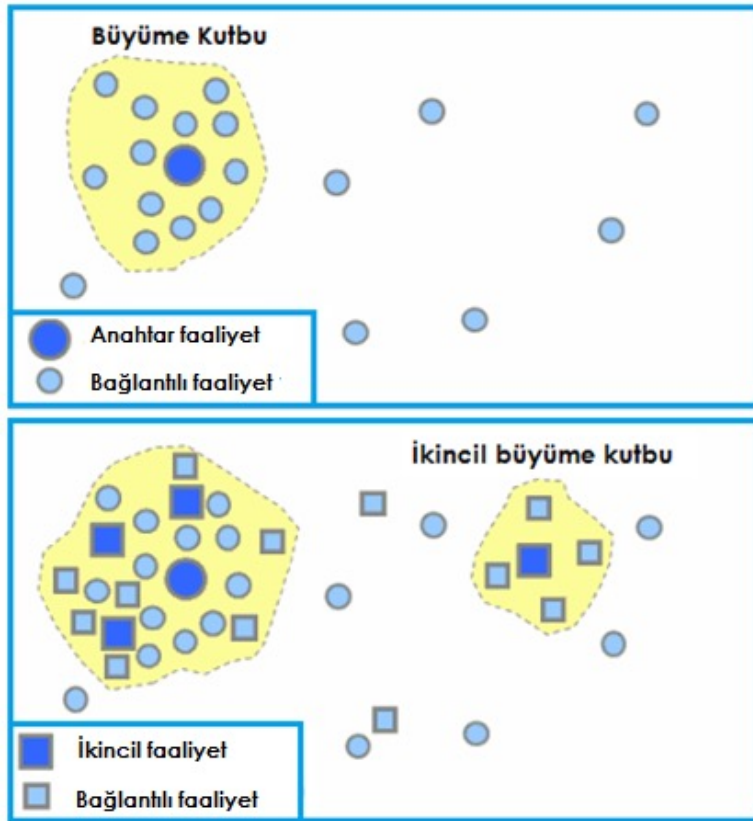 Büyüme Kutbu
Anahtar faaliyet
Bağlantılı faaliyet
İkincil büyüme kutbu
İkincil faaliyet
Bağlantılı faaliyet